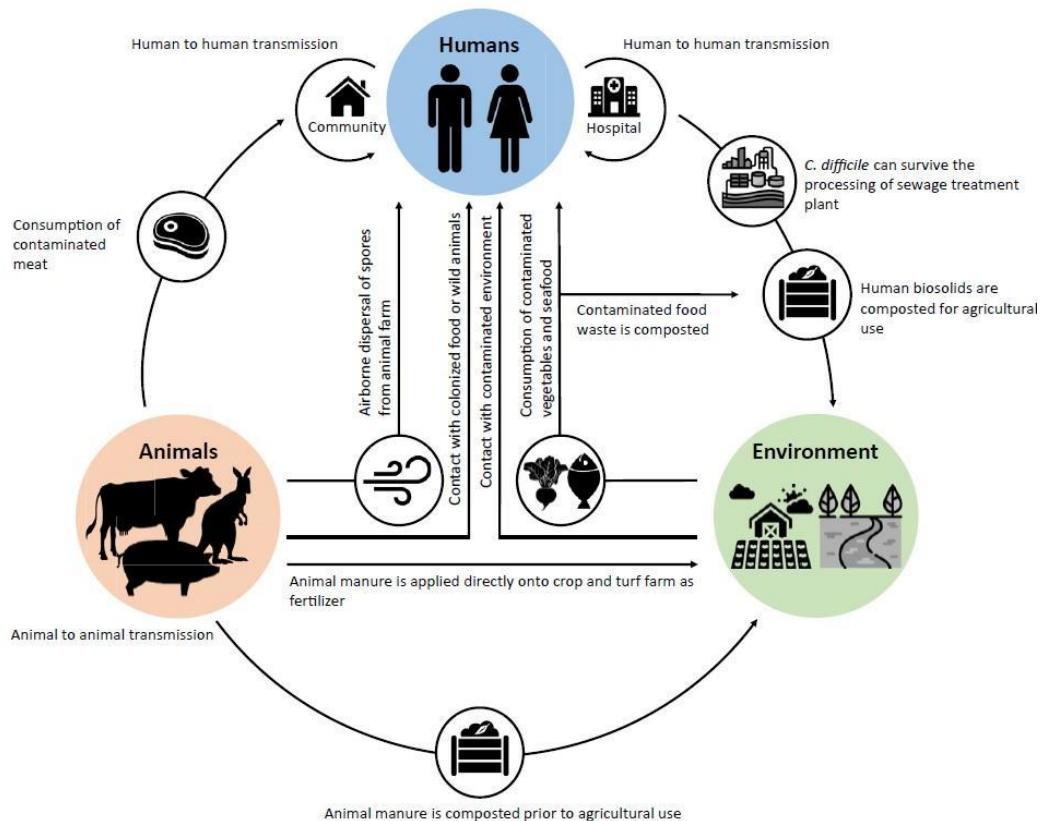 Humans
Human to human transmission
Human to human transmission
Community
Hospital
C. difficile can survive the
processing of sewage treatment
plant
Consumption of
contaminated
meat
Human biosolids are
composted for agricultural
use
Contaminated food
waste is composted
Airborne dispersal of spores
from animal farm
Contact with colonized food or wild animals
Contact with contaminated environment
Consumption of contaminated
vegetables and seafood
Animals
Environment
Animal manure is applied directly onto crop and turf farm as
fertilizer
Animal to animal transmission
Animal manure is composted prior to agricultural use